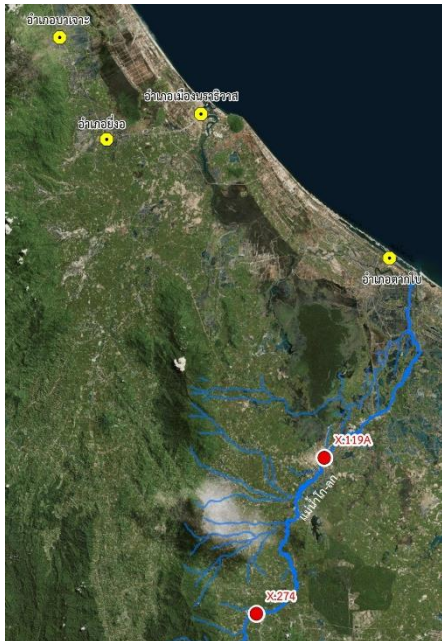 อำเภอบาเจาะ
อำเภอเมืองนราธิวาส
อำเภอยี่งอ
อำเภอตากใบ
X.119A
แม่น้ำโก-ลก
X.274